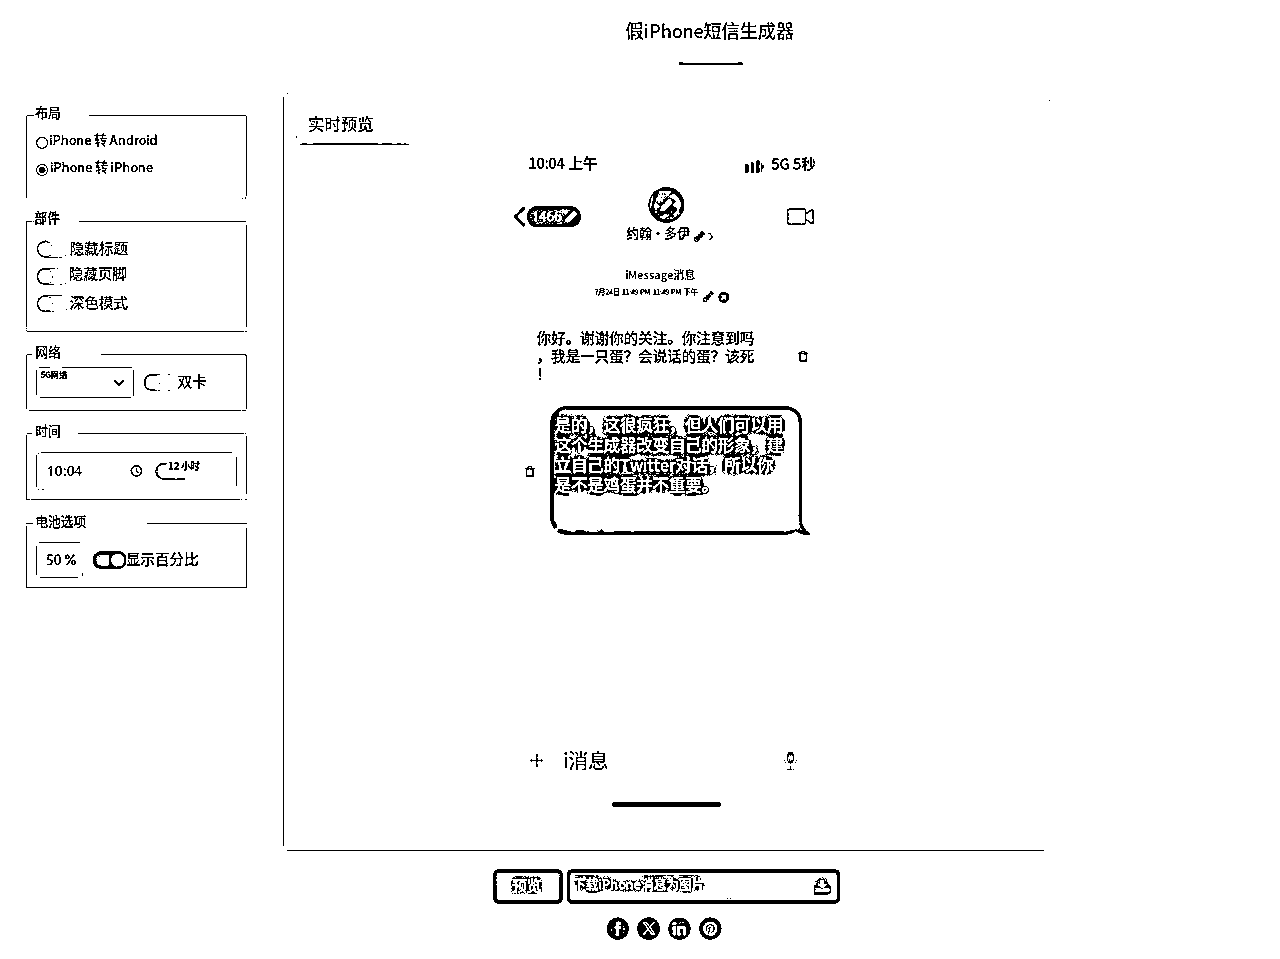 假iPhone短信生成器
布局
iPhone 转 Android
iPhone 转 iPhone
部件
隐藏标题
隐藏页脚
深色模式
网络
5G网络
双卡
时间
10:04
12 小时
电池选项
50 %
显示百分比
实时预览
10:04 上午
5G 5秒
1466
约翰·多伊
iMessage消息
7月24日 11:49 PM 11:49 PM 下午
你好。谢谢你的关注。你注意到吗
，我是一只蛋？会说话的蛋？该死
！
是的，这很疯狂，但人们可以用
这个生成器改变自己的形象，建
立自己的Twitter对话，所以你
是不是鸡蛋并不重要。
i消息
预览
下载iPhone消息为图片